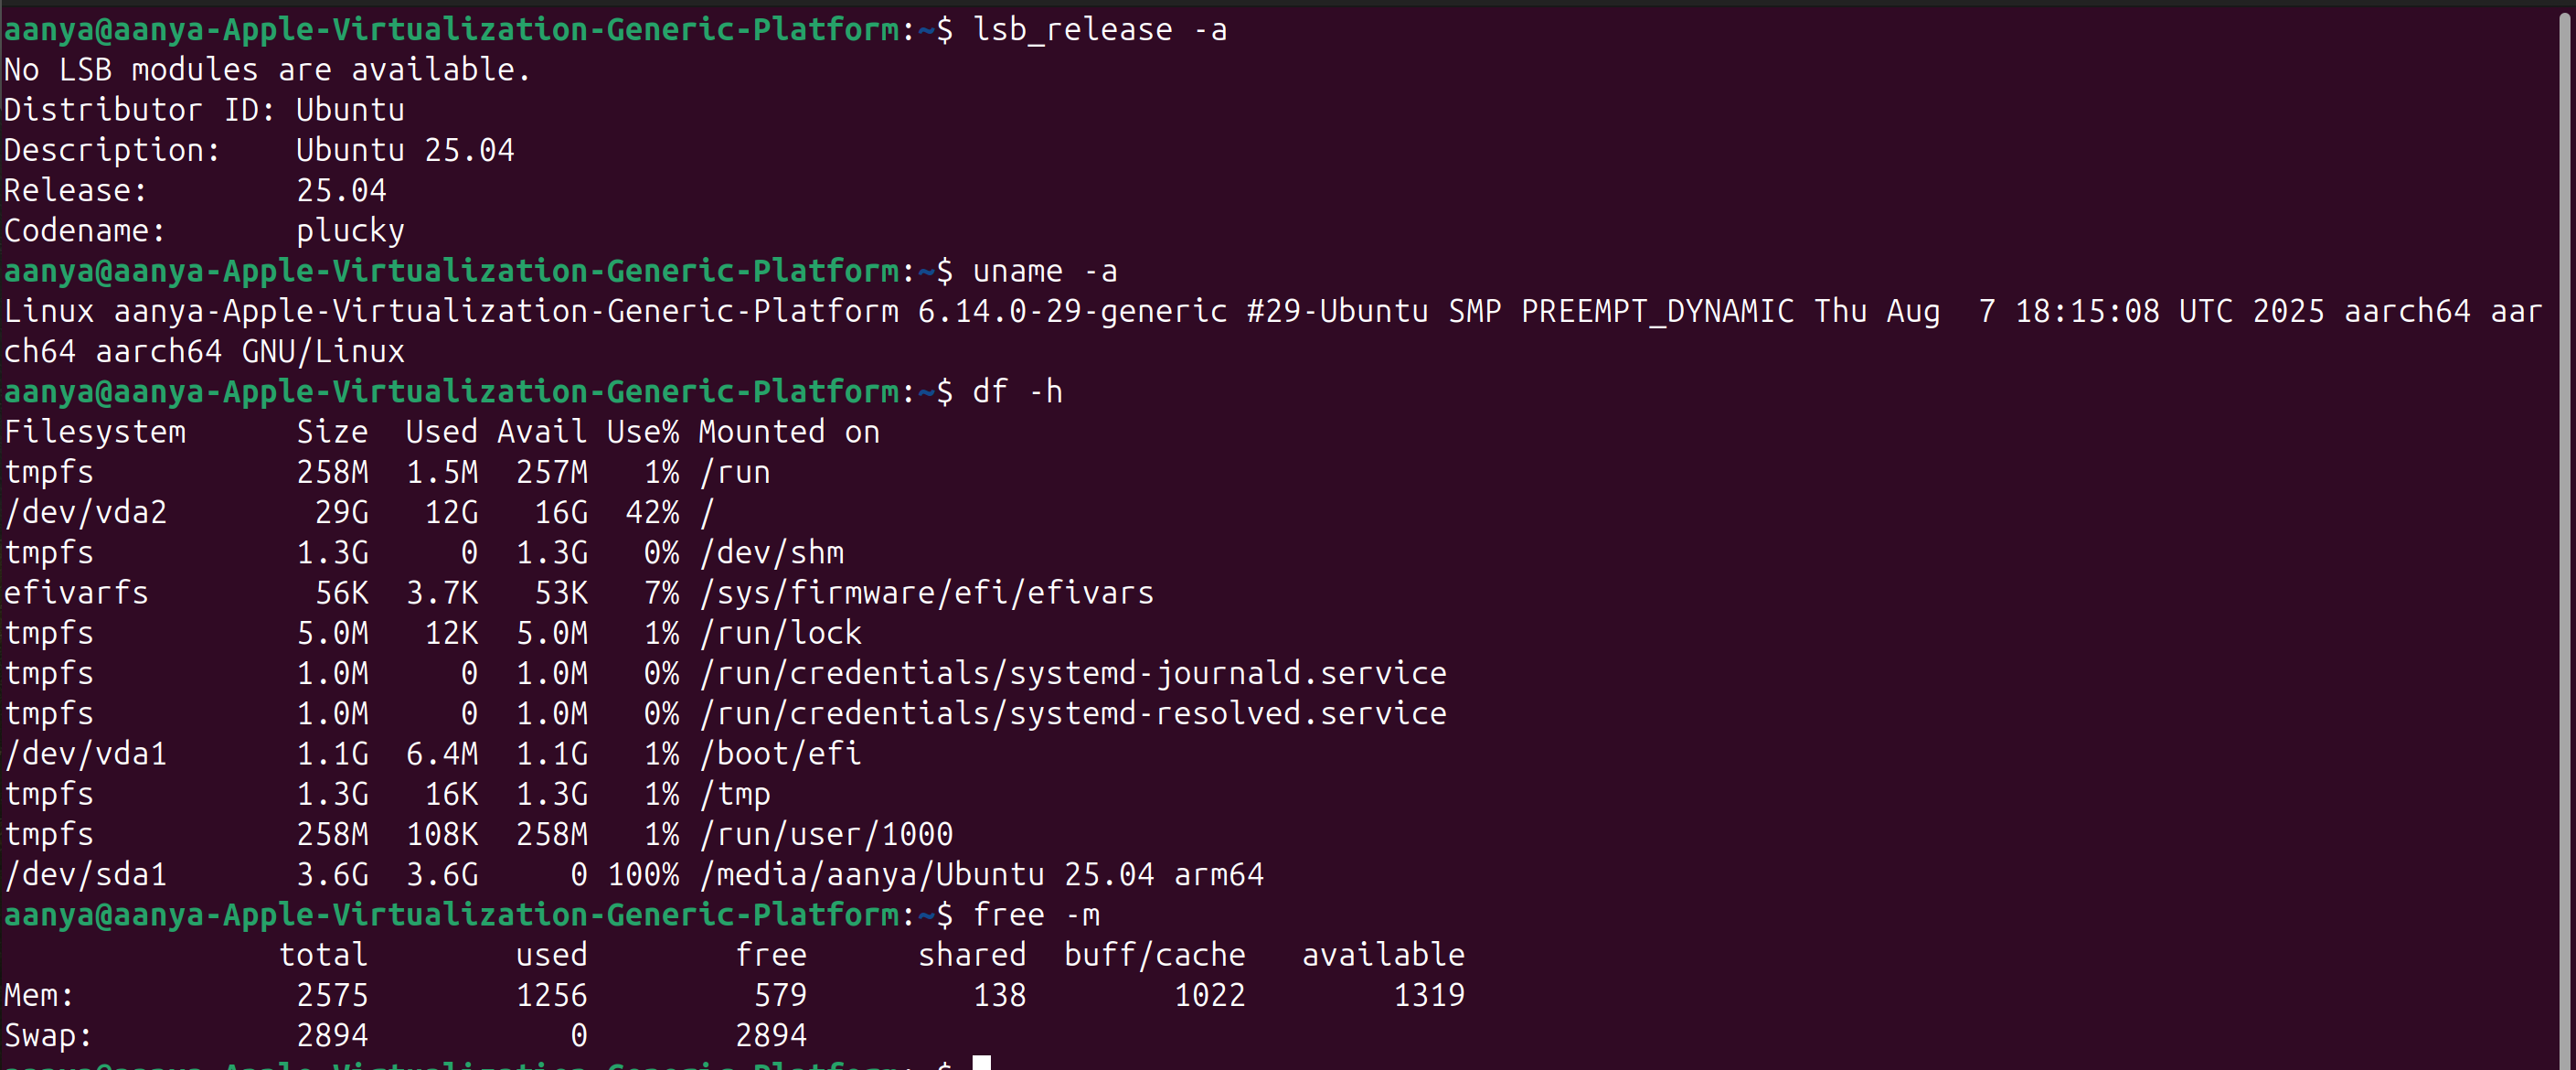 aanya@aanya-Apple-Virtualization-Generic-Platform:~$ lsb_release -a
No LSB modules are available.
Distributor ID: Ubuntu
Description:    Ubuntu 25.04
Release:        25.04
Codename:       plucky
aanya@aanya-Apple-Virtualization-Generic-Platform:~$ uname -a
Linux aanya-Apple-Virtualization-Generic-Platform 6.14.0-29-generic #29-Ubuntu SMP PREEMPT_DYNAMIC Thu Aug  7 18:15:08 UTC 2025 aarch64 aar
ch64 aarch64 GNU/Linux
aanya@aanya-Apple-Virtualization-Generic-Platform:~$ df -h
Filesystem      Size  Used Avail Use% Mounted on
tmpfs           258M  1.5M  257M   1% /run
/dev/vda2        29G   12G   16G  42% /
tmpfs           1.3G     0  1.3G   0% /dev/shm
efivarfs         56K  3.7K   53K   7% /sys/firmware/efi/efivars
tmpfs           5.0M   12K  5.0M   1% /run/lock
tmpfs           1.0M     0  1.0M   0% /run/credentials/systemd-journald.service
tmpfs           1.0M     0  1.0M   0% /run/credentials/systemd-resolved.service
/dev/vda1       1.1G  6.4M  1.1G   1% /boot/efi
tmpfs           1.3G   16K  1.3G   1% /tmp
tmpfs           258M  108K  258M   1% /run/user/1000
/dev/sda1       3.6G  3.6G     0 100% /media/aanya/Ubuntu 25.04 arm64
aanya@aanya-Apple-Virtualization-Generic-Platform:~$ free -m
               total        used        free      shared  buff/cache   available
Mem:            2575        1256         579         138        1022        1319
Swap:           2894           0        2894
aanya@aanya-Apple-Virtualization-Generic-Platform:~$